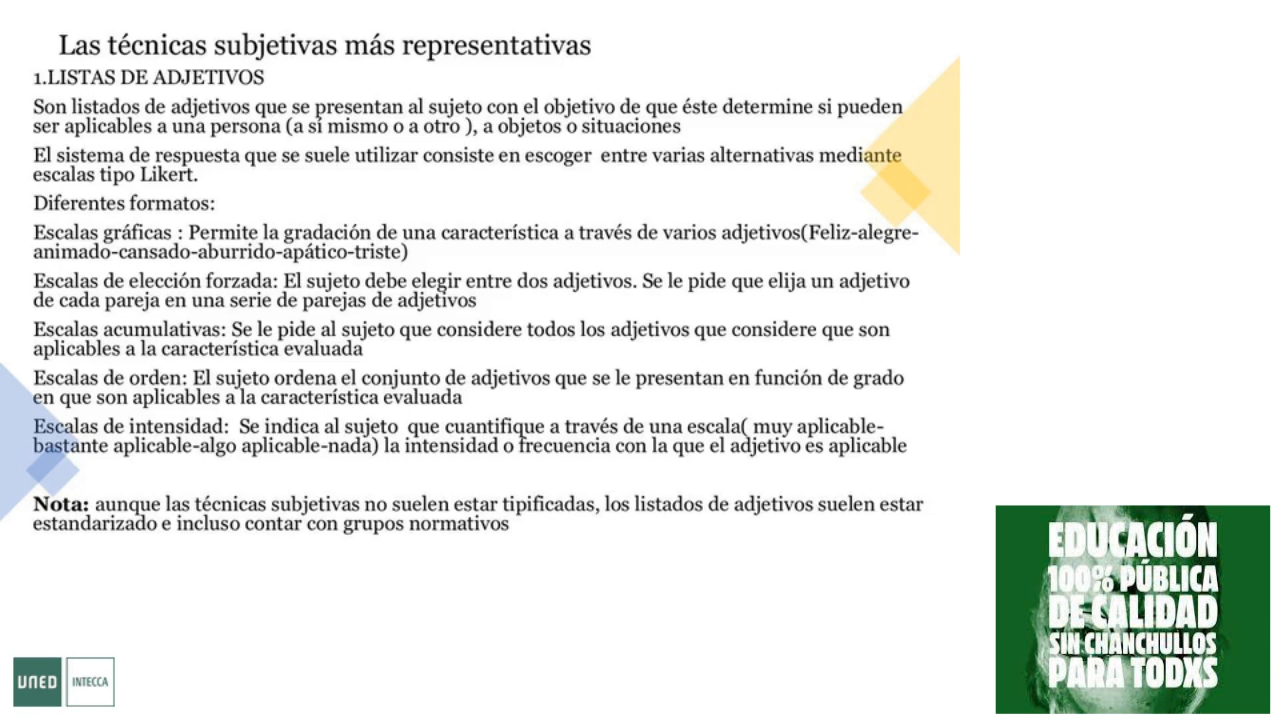 Las técnicas subjetivas más representativas
1.LISTAS DE ADJETIVOS
Son listados de adjetivos que se presentan al sujeto con el objetivo de que éste determine si pueden
ser aplicables a una persona (a sí mismo o a otro ), a objetos o situaciones
El sistema de respuesta que se suele utilizar consiste en escoger entre varias alternativas mediante
escalas tipo Likert.
Diferentes formatos:
Escalas gráficas : Permite la gradación de una característica a través de varios adjetivos(Feliz-alegre-
animado-cansado-aburrido-apático-triste)
Escalas de elección forzada: El sujeto debe elegir entre dos adjetivos. Se le pide que elija un adjetivo
de cada pareja en una serie de parejas de adjetivos
Escalas acumulativas: Se le pide al sujeto que considere todos los adjetivos que considere que son
aplicables a la característica evaluada
Escalas de orden: El sujeto ordena el conjunto de adjetivos que se le presentan en función de grado
en que son aplicables a la característica evaluada
Escalas de intensidad: Se indica al sujeto que cuantifique a través de una escala( muy aplicable-
bastante aplicable-algo aplicable-nada) la intensidad o frecuencia con la que el adjetivo es aplicable
Nota: aunque las técnicas subjetivas no suelen estar tipificadas, los listados de adjetivos suelen estar
estandarizado e incluso contar con grupos normativos
EDUCACIÓN
100% PÚBLICA
DE CALIDAD
SIN CHANCHULLOS
PARA TODXS
UNED
INTECCA